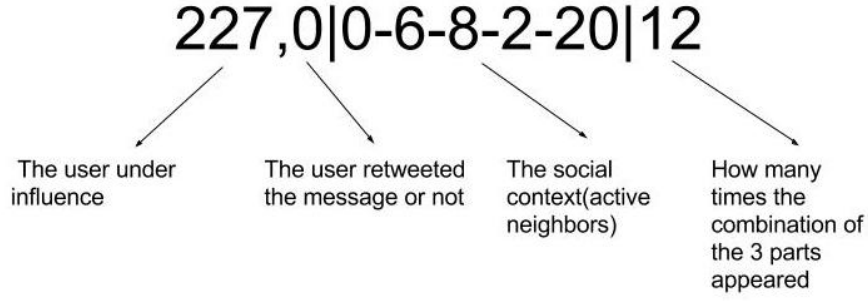 227,0|0-6-8-2-20|12
The user under
influence
The user retweeted
the message or not
The social
context(active
neighbors)
How many
times the
combination of
the 3 parts
appeared